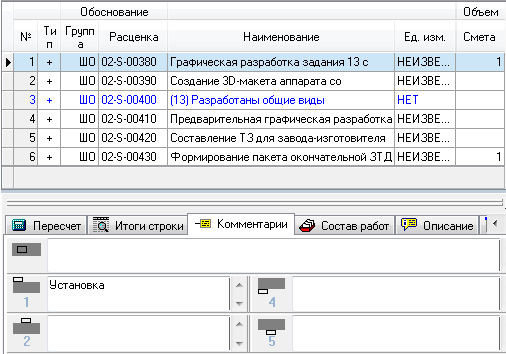 Обоснование Объем
№ Ти п Групп а Расценка Наименование Ед. изм. Смета
1 + ШО 02-S-00380 Графическая разработка задания 13 с НЕИЗВЕ... 1
2 + ШО 02-S-00390 Создание 3D-макета аппарата со НЕИЗВЕ...
3 + ШО 02-S-00400 (13) Разработаны общие виды НЕТ
4 + ШО 02-S-00410 Предварительная графическая разработка НЕИЗВЕ...
5 + ШО 02-S-00420 Составление ТЗ для завода-изготовителя НЕИЗВЕ...
6 + ШО 02-S-00430 Формирование пакета окончательной ЗТД НЕИЗВЕ... 1
Пересчет Итоги строки Комментарии Состав работ Описание
1 Установка 4
2 5